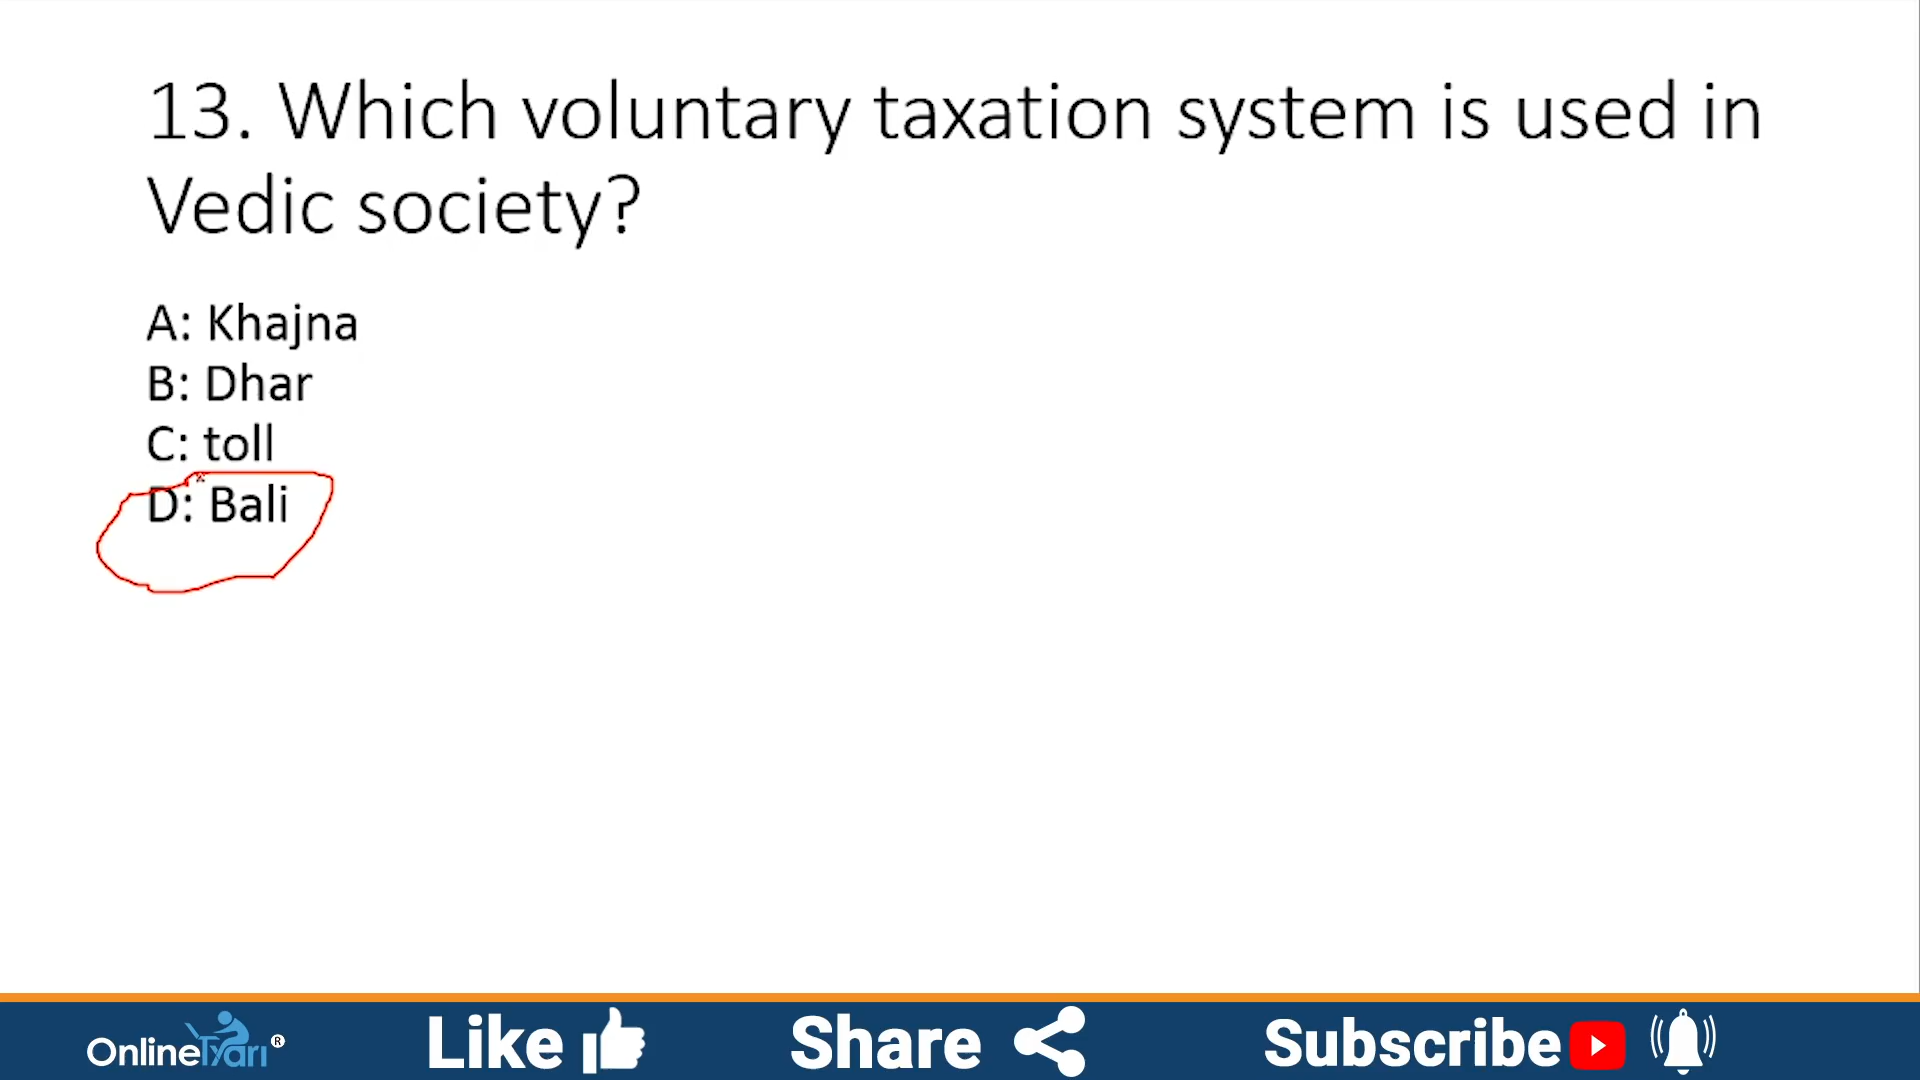 13. Which voluntary taxation system is used in
Vedic society?
A: Khajna
B: Dhar
C: toll
D: Bali
OnlineTyari ®
Like
Share
Subscribe